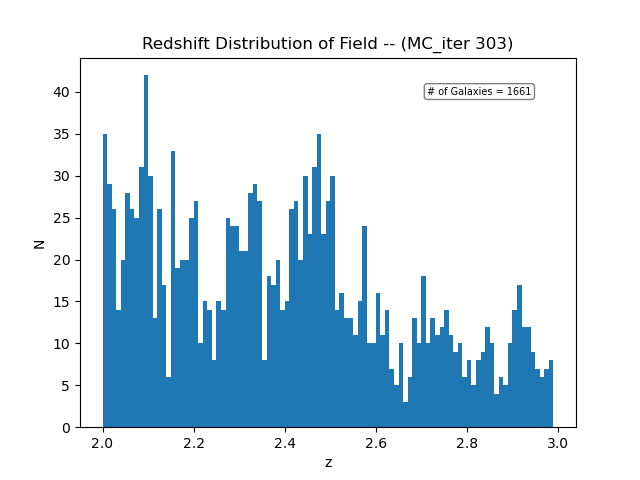 Redshift Distribution of Field -- (MC_iter 303)
# of Galaxies = 1661
N
40
35
30
25
20
15
10
5
0
2.0 2.2 2.4 2.6 2.8 3.0
z